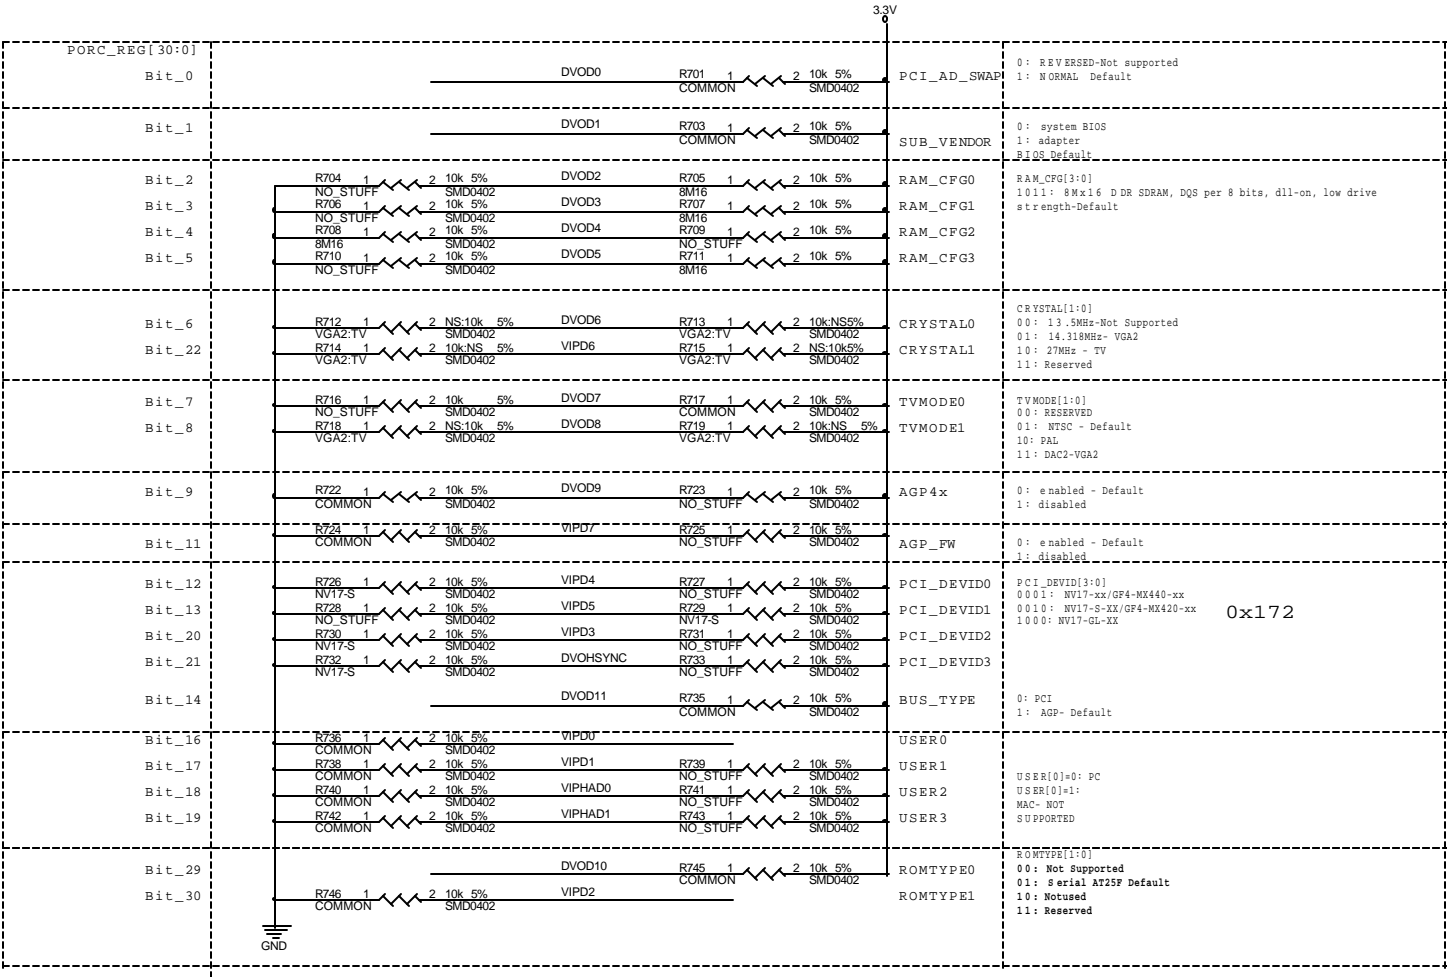 3.3V
PORC_REG[30:0]
Bit_0 DVOD0 R701 1 2 10k 5% PCI_AD_SWAP 0: REVERSED-Not supported
COMMON SMD0402 1: NORMAL Default
Bit_1 DVOD1 R703 1 2 10k 5% 0: system BIOS
COMMON SMD0402 SUB_VENDOR 1: adapter
BIOS Default
Bit_2 R704 1 2 10k 5% DVOD2 R705 1 2 10k 5% RAM_CFG0 RAM_CFG[3:0]
NO_STUFF SMD0402 8M16 1011: 8Mx16 DDR SDRAM, DQS per 8 bits, dll-on, low drive
Bit_3 R706 1 2 10k 5% DVOD3 R707 1 2 10k 5% RAM_CFG1 strength-Default
NO_STUFF SMD0402 8M16
Bit_4 R708 1 2 10k 5% DVOD4 R709 1 2 10k 5% RAM_CFG2
8M16 SMD0402 NO_STUFF
Bit_5 R710 1 2 10k 5% DVOD5 R711 1 2 10k 5% RAM_CFG3
NO_STUFF SMD0402 8M16
CRYSTAL[1:0]
Bit_6 R712 1 2 NS:10k 5% DVOD6 R713 1 2 10k:NS5% CRYSTAL0 00: 13.5MHz-Not Supported
VGA2:TV SMD0402 VGA2:TV SMD0402 01: 14.318MHz- VGA2
Bit_22 R714 1 2 10k:NS 5% VIPD6 R715 1 2 NS:10k5% CRYSTAL1 10: 27MHz - TV
VGA2:TV SMD0402 VGA2:TV SMD0402 11: Reserved
Bit_7 R716 1 2 10k 5% DVOD7 R717 1 2 10k 5% TVMODE0 TVMODE[1:0]
NO_STUFF SMD0402 COMMON SMD0402 00: RESERVED
Bit_8 R718 1 2 NS:10k 5% DVOD8 R719 1 2 10k:NS 5% TVMODE1 01: NTSC - Default
VGA2:TV SMD0402 VGA2:TV SMD0402 10: PAL
11: DAC2-VGA2
Bit_9 R722 1 2 10k 5% DVOD9 R723 1 2 10k 5% AGP4x 0: enabled - Default
COMMON SMD0402 NO_STUFF SMD0402 1: disabled
R724 1 2 10k 5% VIPD7 R725 1 2 10k 5%
Bit_11 COMMON SMD0402 NO_STUFF SMD0402 AGP_FW 0: enabled - Default
1: disabled
Bit_12 R726 1 2 10k 5% VIPD4 R727 1 2 10k 5% PCI_DEVID0 PCI_DEVID[3:0]
NV17-S SMD0402 NO_STUFF SMD0402 0001: NV17-xx/GF4-MX440-xx
Bit_13 R728 1 2 10k 5% VIPD5 R729 1 2 10k 5% PCI_DEVID1 0010: NV17-S-XX/GF4-MX420-xx 0x172
NO_STUFF SMD0402 NV17-S SMD0402 1000: NV17-GL-XX
Bit_20 R730 1 2 10k 5% VIPD3 R731 1 2 10k 5% PCI_DEVID2
NV17-S SMD0402 NO_STUFF SMD0402
Bit_21 R732 1 2 10k 5% DVOHSYNC R733 1 2 10k 5% PCI_DEVID3
NV17-S SMD0402 NO_STUFF SMD0402
Bit_14 DVOD11 R735 1 2 10k 5% BUS_TYPE 0: PCI
COMMON SMD0402 1: AGP- Default
Bit_16 R736 1 2 10k 5% VIPD0 USER0
COMMON SMD0402
Bit_17 R738 1 2 10k 5% VIPD1 R739 1 2 10k 5% USER1
COMMON SMD0402 NO_STUFF SMD0402 USER[0]=0: PC
Bit_18 R740 1 2 10k 5% VIPHAD0 R741 1 2 10k 5% USER2 USER[0]=1:
COMMON SMD0402 NO_STUFF SMD0402 MAC- NOT
Bit_19 R742 1 2 10k 5% VIPHAD1 R743 1 2 10k 5% USER3 SUPPORTED
COMMON SMD0402 NO_STUFF SMD0402
ROMTYPE[1:0]
Bit_29 DVOD10 R745 1 2 10k 5% ROMTYPE0 00: Not Supported
COMMON SMD0402 01: Serial AT25F Default
Bit_30 R746 1 2 10k 5% VIPD2 ROMTYPE1 10: Notused
COMMON SMD0402 11: Reserved
GND